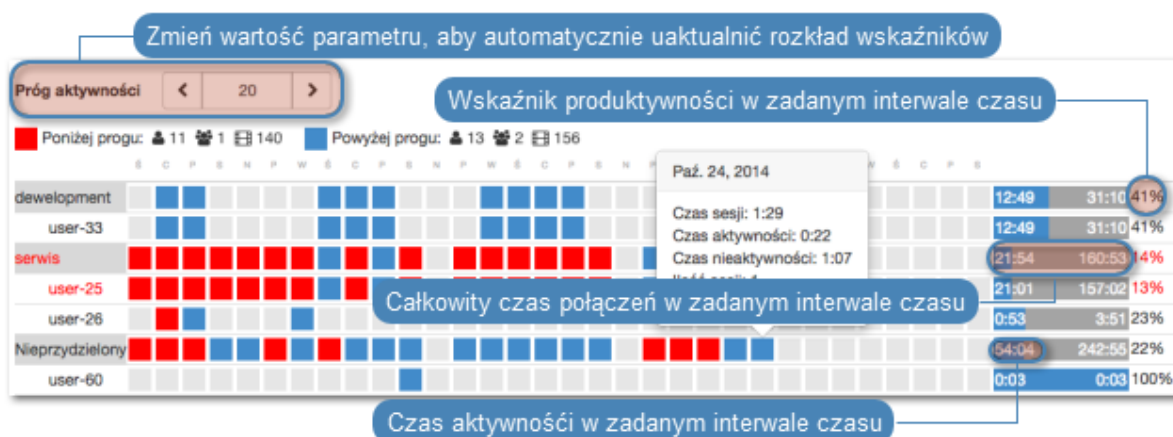 Zmień wartość parametru, aby automatycznie uaktualnić rozkład wskaźników
Próg aktywności 20
Wskaźnik produktywności w zadanym interwale czasu
Poniżej progu: 11 1 140 Powyżej progu: 13 2 156
Ś C P S N P W Ś C P S N P W Ś C P S N P
W Ś C P S
Paź. 24, 2014
dewelopment 12:49 31:10 41%
Czas sesji: 1:29
user-33 12:49 31:10 41%
Czas aktywności: 0:22
serwis 21:54 160:53 14%
Czas nieaktywności: 1:07
user-25 21:01 157:02 13%
Całkowity czas połączeń w zadanym interwale czasu
user-26 0:53 3:51 23%
Nieprzydzielony 54:04 242:55 22%
user-60 0:03 0:03 100%
Czas aktywnośći w zadanym interwale czasu